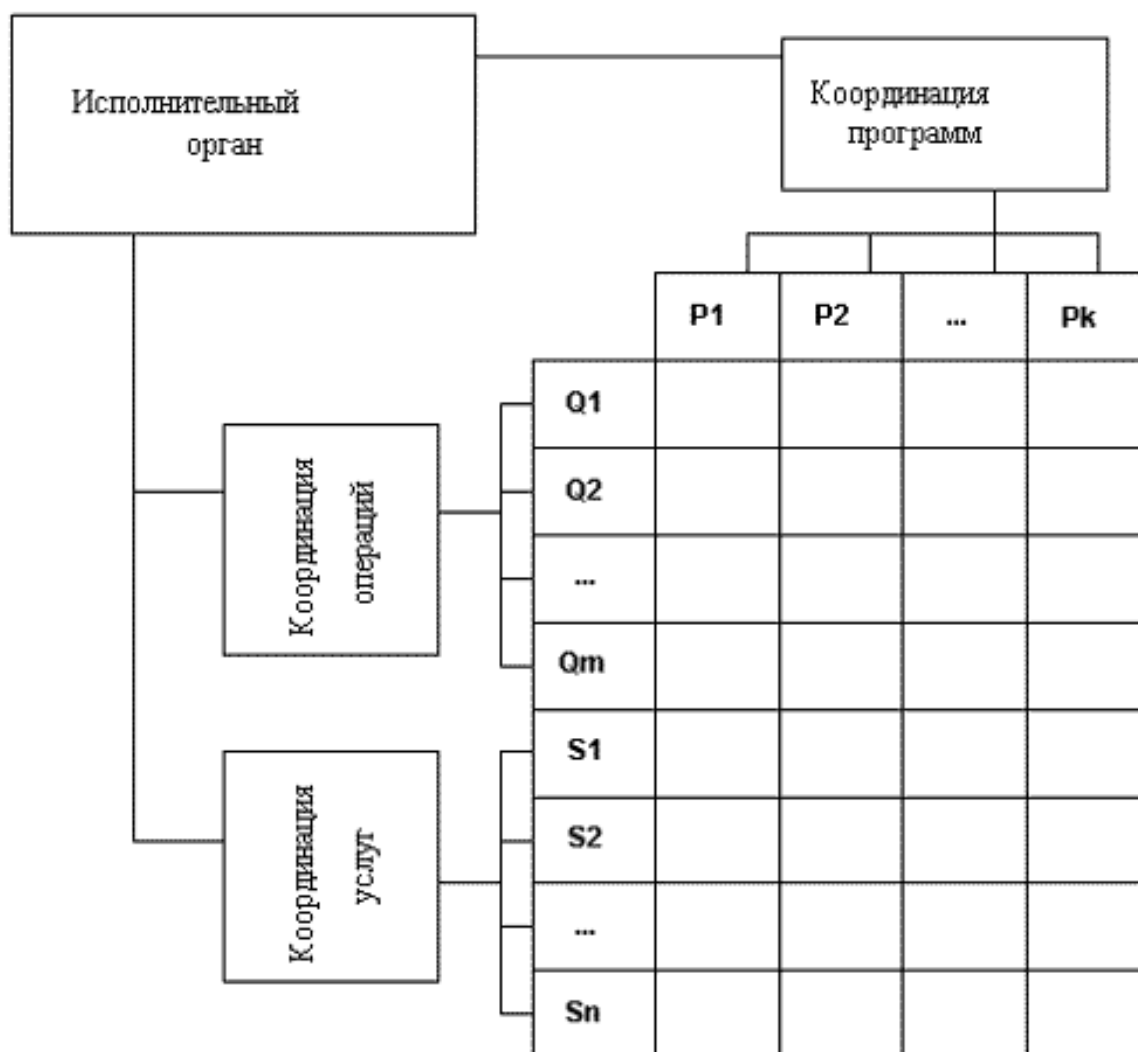 Исполнительный
орган
Координация
программ
P1 P2 ... Pk
Q1
Q2
...
Qm
Координация
операций
S1
S2
...
Sn
Координация
услуг